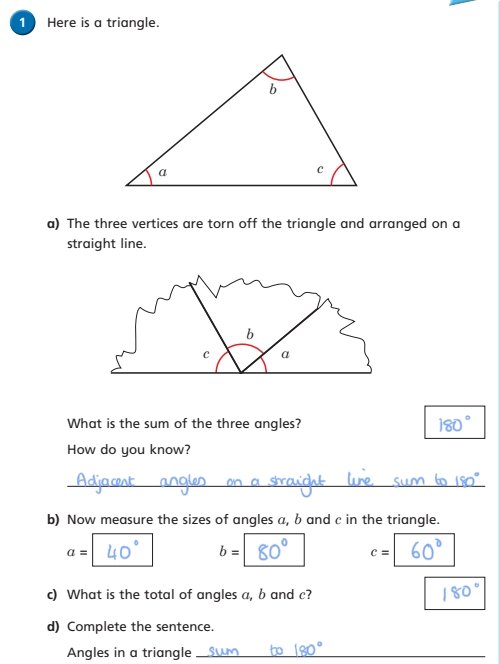 1 Here is a triangle.
b
a
c
a) The three vertices are torn off the triangle and arranged on a
straight line.
b
c a
What is the sum of the three angles? 180°
How do you know?
Adjacent angles on a straight line sum to 180°
b) Now measure the sizes of angles a, b and c in the triangle.
a = 40° b = 80° c = 60°
c) What is the total of angles a, b and c? 180°
d) Complete the sentence.
Angles in a triangle sum to 180°